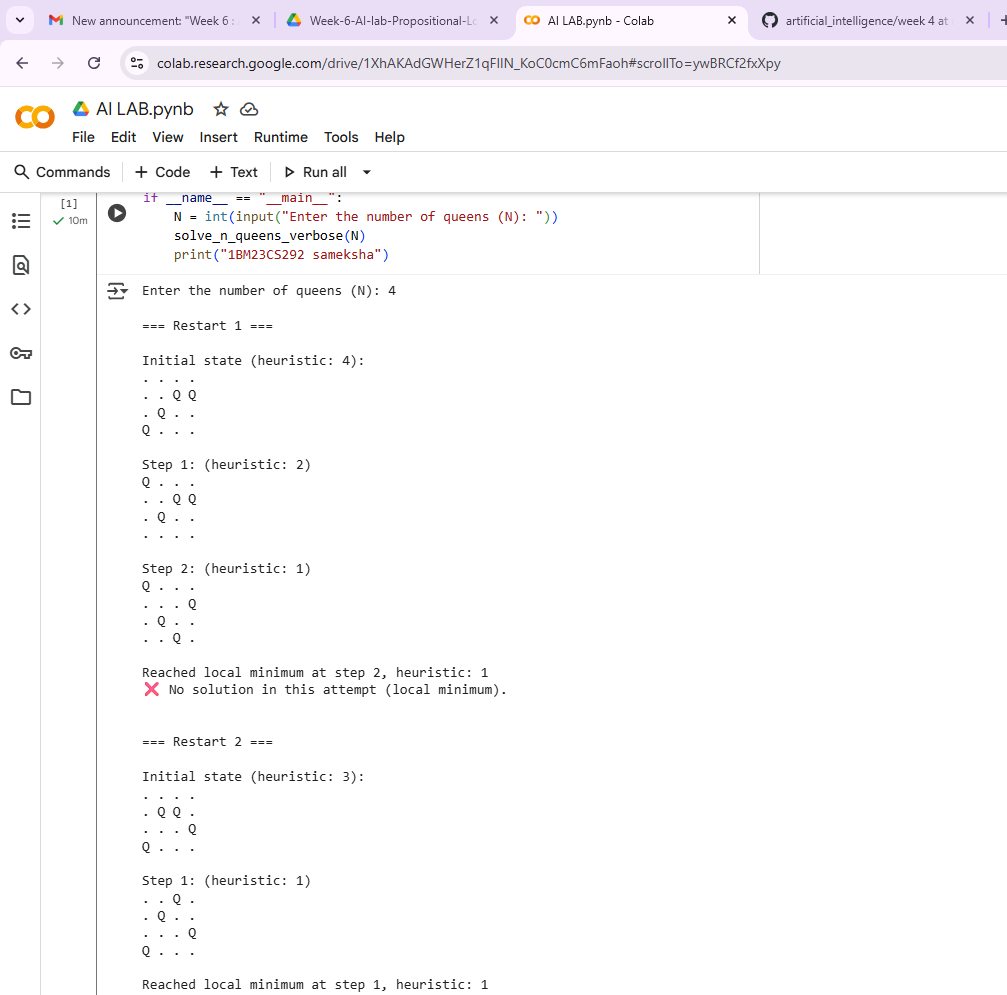 New announcement: "Week 6 :
Week-6-AI-lab-Propositional-Lo
AI LAB.pynb - Colab
artificial_intelligence/week 4 at
colab.research.google.com/drive/1XhAKAdGWHerZ1qFIIN_KoC0cmC6mFaoh#scrollTo=ywBRCf2fxXpy
CO
AI LAB.pynb
File Edit View Insert Runtime Tools Help
Commands + Code + Text Run all
[1]
10m
if __name__ == "__main__":
    N = int(input("Enter the number of queens (N): "))
    solve_n_queens_verbose(N)
    print("1BM23CS292 sameksha")
Enter the number of queens (N): 4
=== Restart 1 ===
Initial state (heuristic: 4):
. . . .
. . Q Q
. Q . .
Q . . .
Step 1: (heuristic: 2)
Q . . .
. . Q Q
. Q . .
. . . .
Step 2: (heuristic: 1)
Q . . .
. . . Q
. Q . .
. . Q .
Reached local minimum at step 2, heuristic: 1
❌ No solution in this attempt (local minimum).
=== Restart 2 ===
Initial state (heuristic: 3):
. . . .
. Q Q .
. . . Q
Q . . .
Step 1: (heuristic: 1)
. . Q .
. Q . .
. . . Q
Q . . .
Reached local minimum at step 1, heuristic: 1